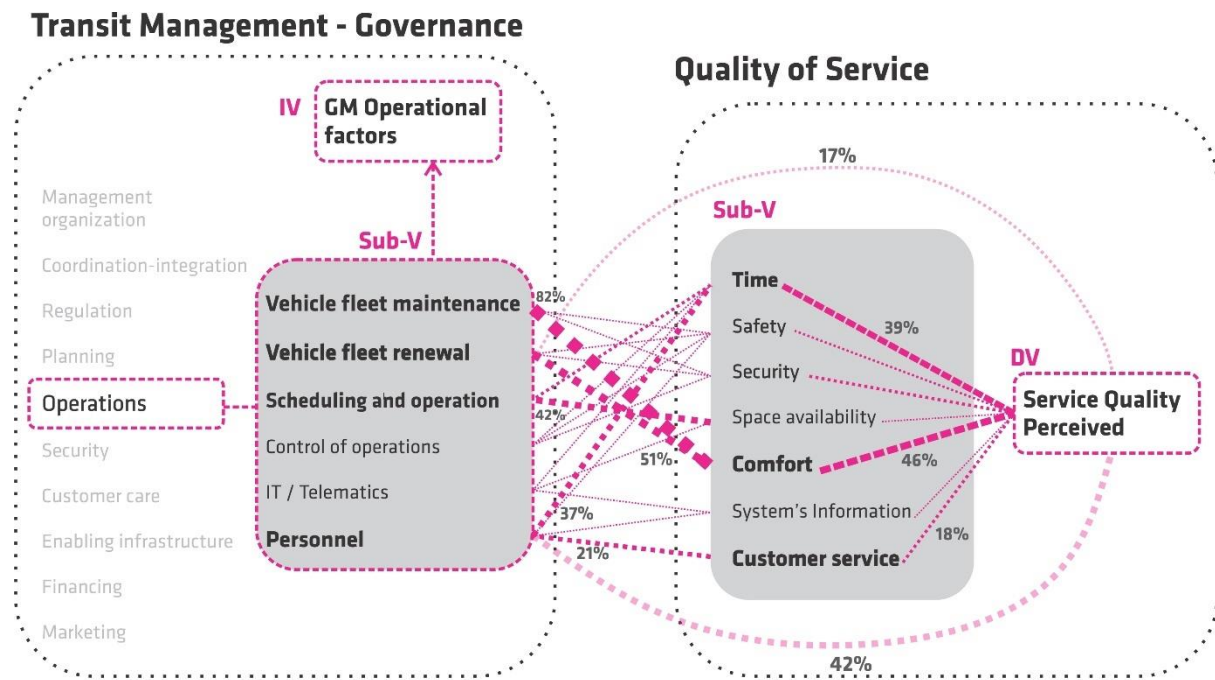 Transit Management - Governance
Quality of Service
IV
GM Operational
factors
17%
Management
organization
Sub-V
Sub-V
Coordination-integration
Time
Vehicle fleet maintenance
82%
Regulation
Safety
39%
Vehicle fleet renewal
Planning
Security
DV
Operations
Scheduling and operation
42%
Space availability
Service Quality
Perceived
Security
Control of operations
51%
Comfort
46%
Customer care
IT / Telematics
37%
System's Information
18%
Enabling infrastructure
Personnel
21%
Customer service
Financing
Marketing
42%